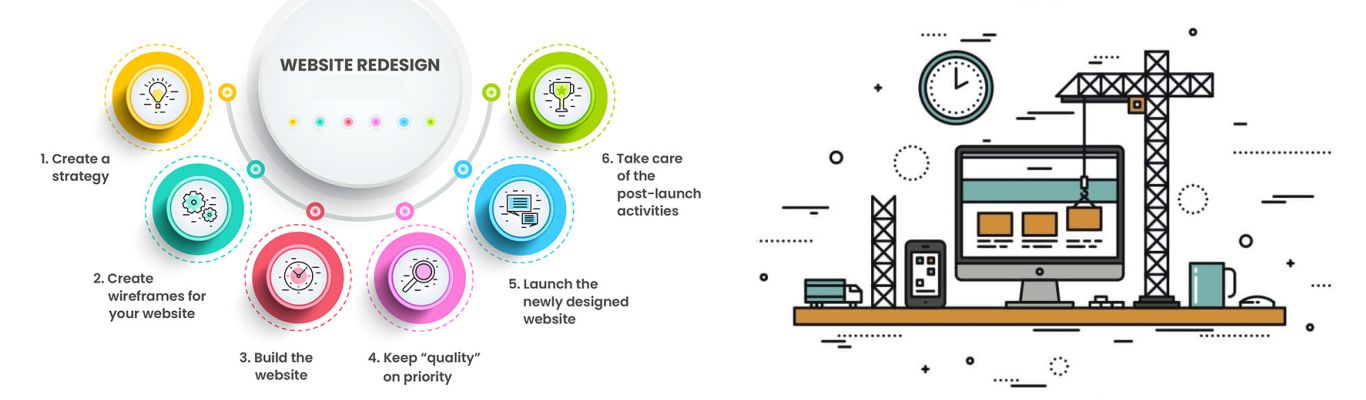 WEBSITE REDESIGN
1. Create a
strategy
2. Create
wireframes for
your website
3. Build the
website
4. Keep “quality”
on priority
5. Launch the
newly designed
website
6. Take care
of the
post-launch
activities